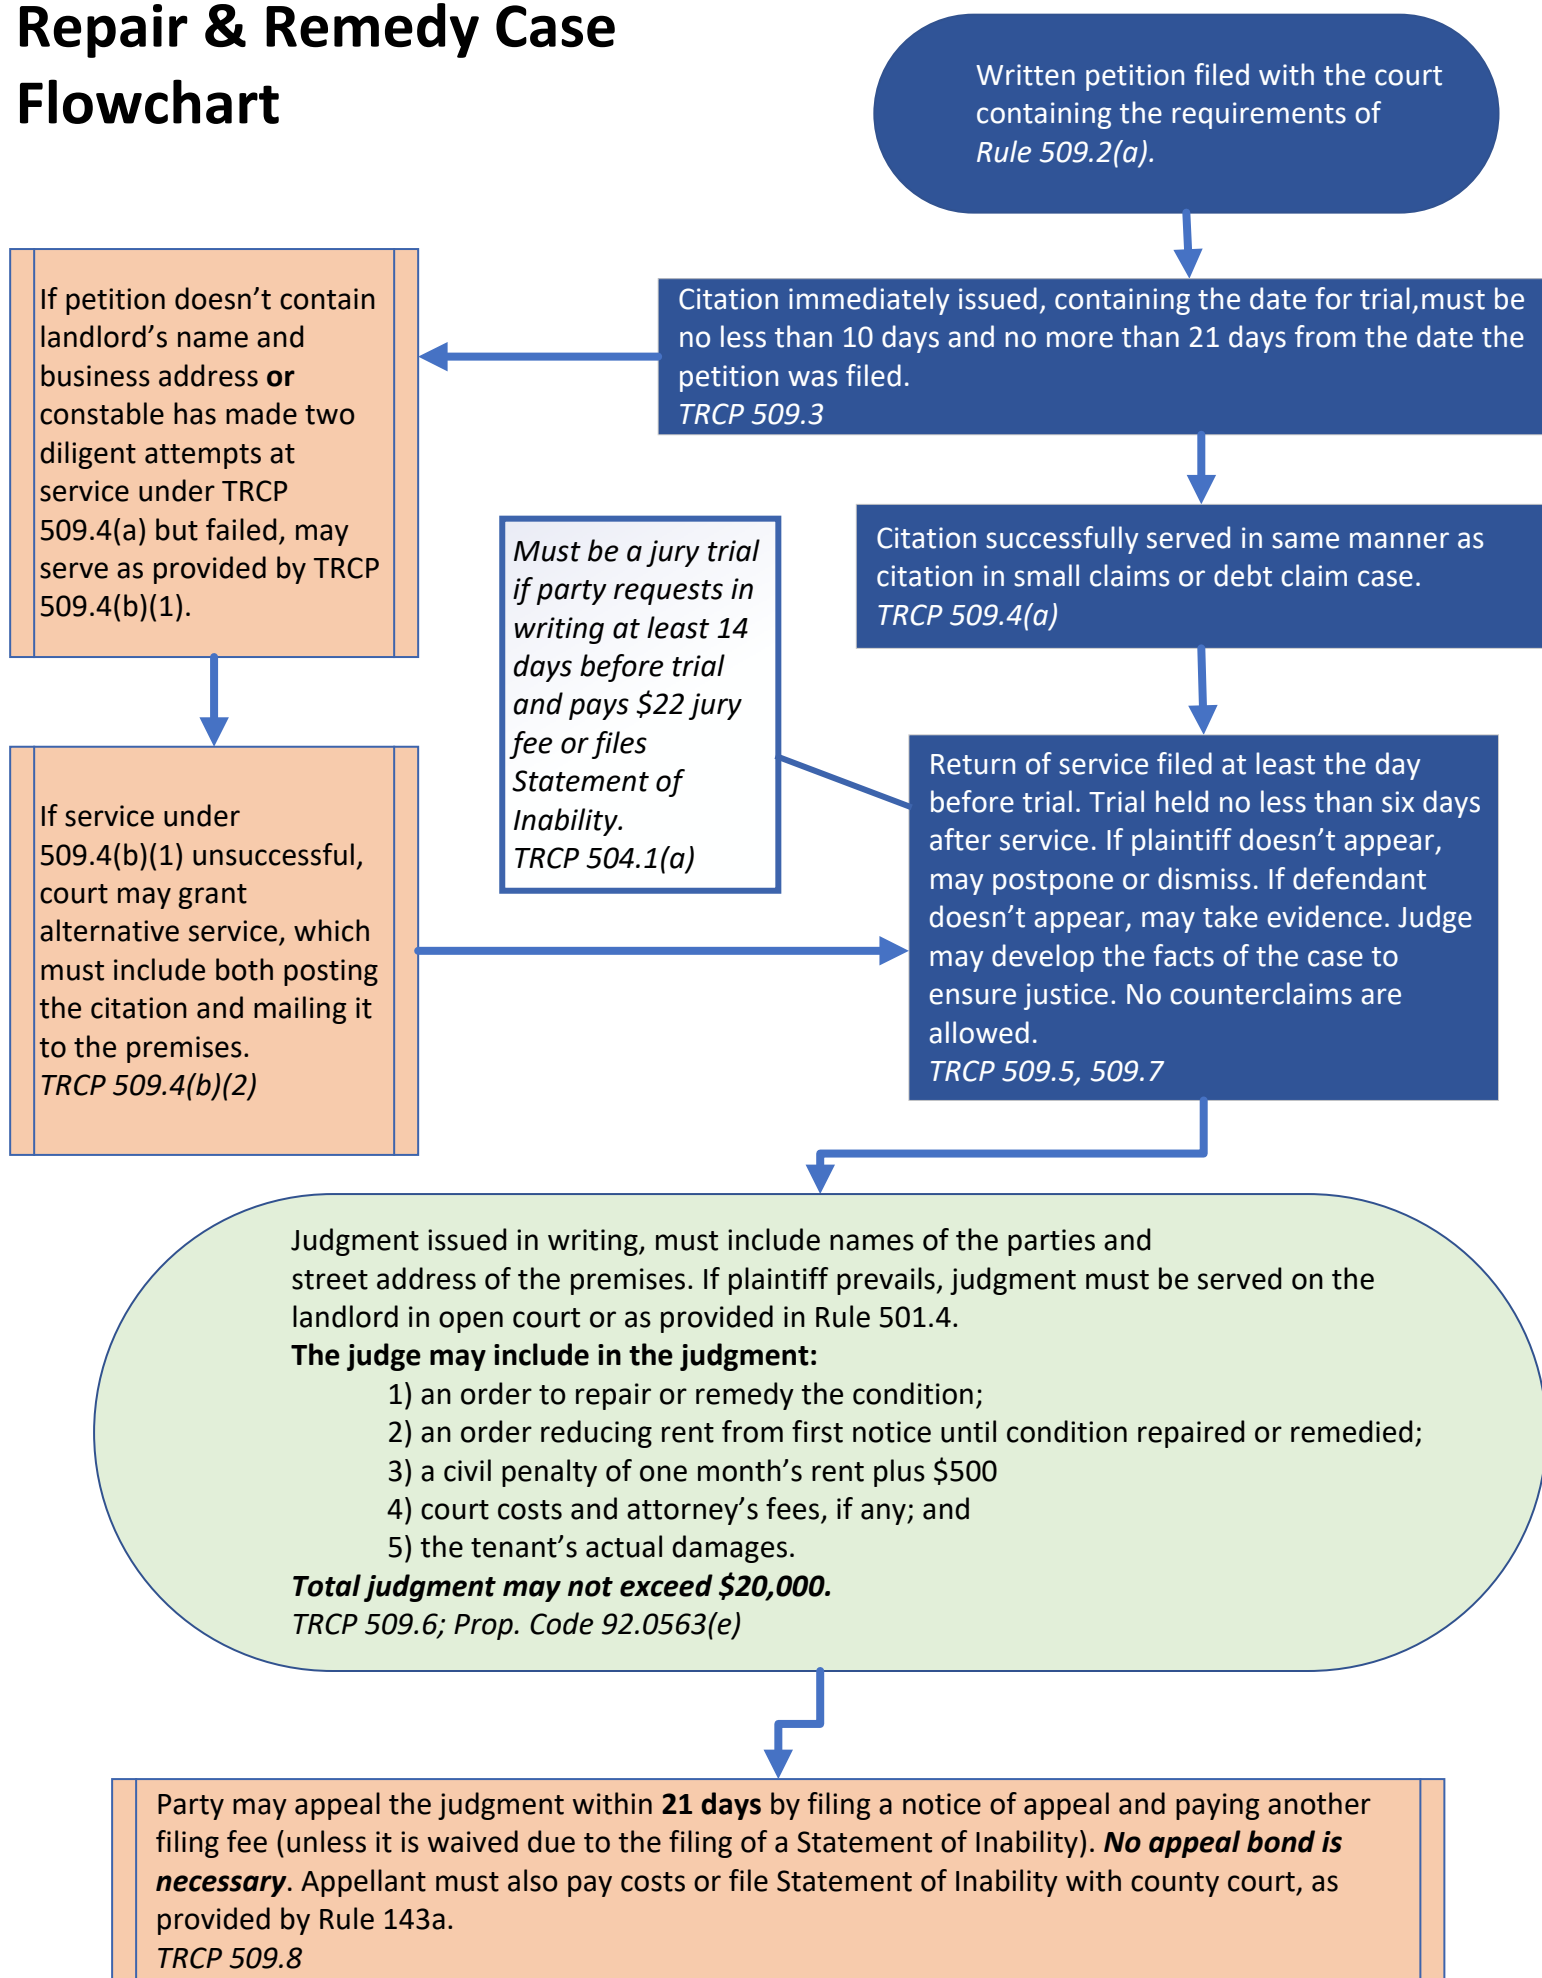 Repair & Remedy Case
Flowchart
Written petition filed with the court
containing the requirements of
Rule 509.2(a).
Citation immediately issued, containing the date for trial,must be
no less than 10 days and no more than 21 days from the date the
petition was filed.
TRCP 509.3
If petition doesn’t contain
landlord’s name and
business address or
constable has made two
diligent attempts at
service under TRCP
509.4(a) but failed, may
serve as provided by TRCP
509.4(b)(1).
Citation successfully served in same manner as
citation in small claims or debt claim case.
TRCP 509.4(a)
Must be a jury trial
if party requests in
writing at least 14
days before trial
and pays $22 jury
fee or files
Statement of
Inability.
TRCP 504.1(a)
If service under
509.4(b)(1) unsuccessful,
court may grant
alternative service, which
must include both posting
the citation and mailing it
to the premises.
TRCP 509.4(b)(2)
Return of service filed at least the day
before trial. Trial held no less than six days
after service. If plaintiff doesn’t appear,
may postpone or dismiss. If defendant
doesn’t appear, may take evidence. Judge
may develop the facts of the case to
ensure justice. No counterclaims are
allowed.
TRCP 509.5, 509.7
Judgment issued in writing, must include names of the parties and
street address of the premises. If plaintiff prevails, judgment must be served on the
landlord in open court or as provided in Rule 501.4.
The judge may include in the judgment:
1) an order to repair or remedy the condition;
2) an order reducing rent from first notice until condition repaired or remedied;
3) a civil penalty of one month’s rent plus $500
4) court costs and attorney’s fees, if any; and
5) the tenant’s actual damages.
Total judgment may not exceed $20,000.
TRCP 509.6; Prop. Code 92.0563(e)
Party may appeal the judgment within 21 days by filing a notice of appeal and paying another
filing fee (unless it is waived due to the filing of a Statement of Inability). No appeal bond is
necessary. Appellant must also pay costs or file Statement of Inability with county court, as
provided by Rule 143a.
TRCP 509.8